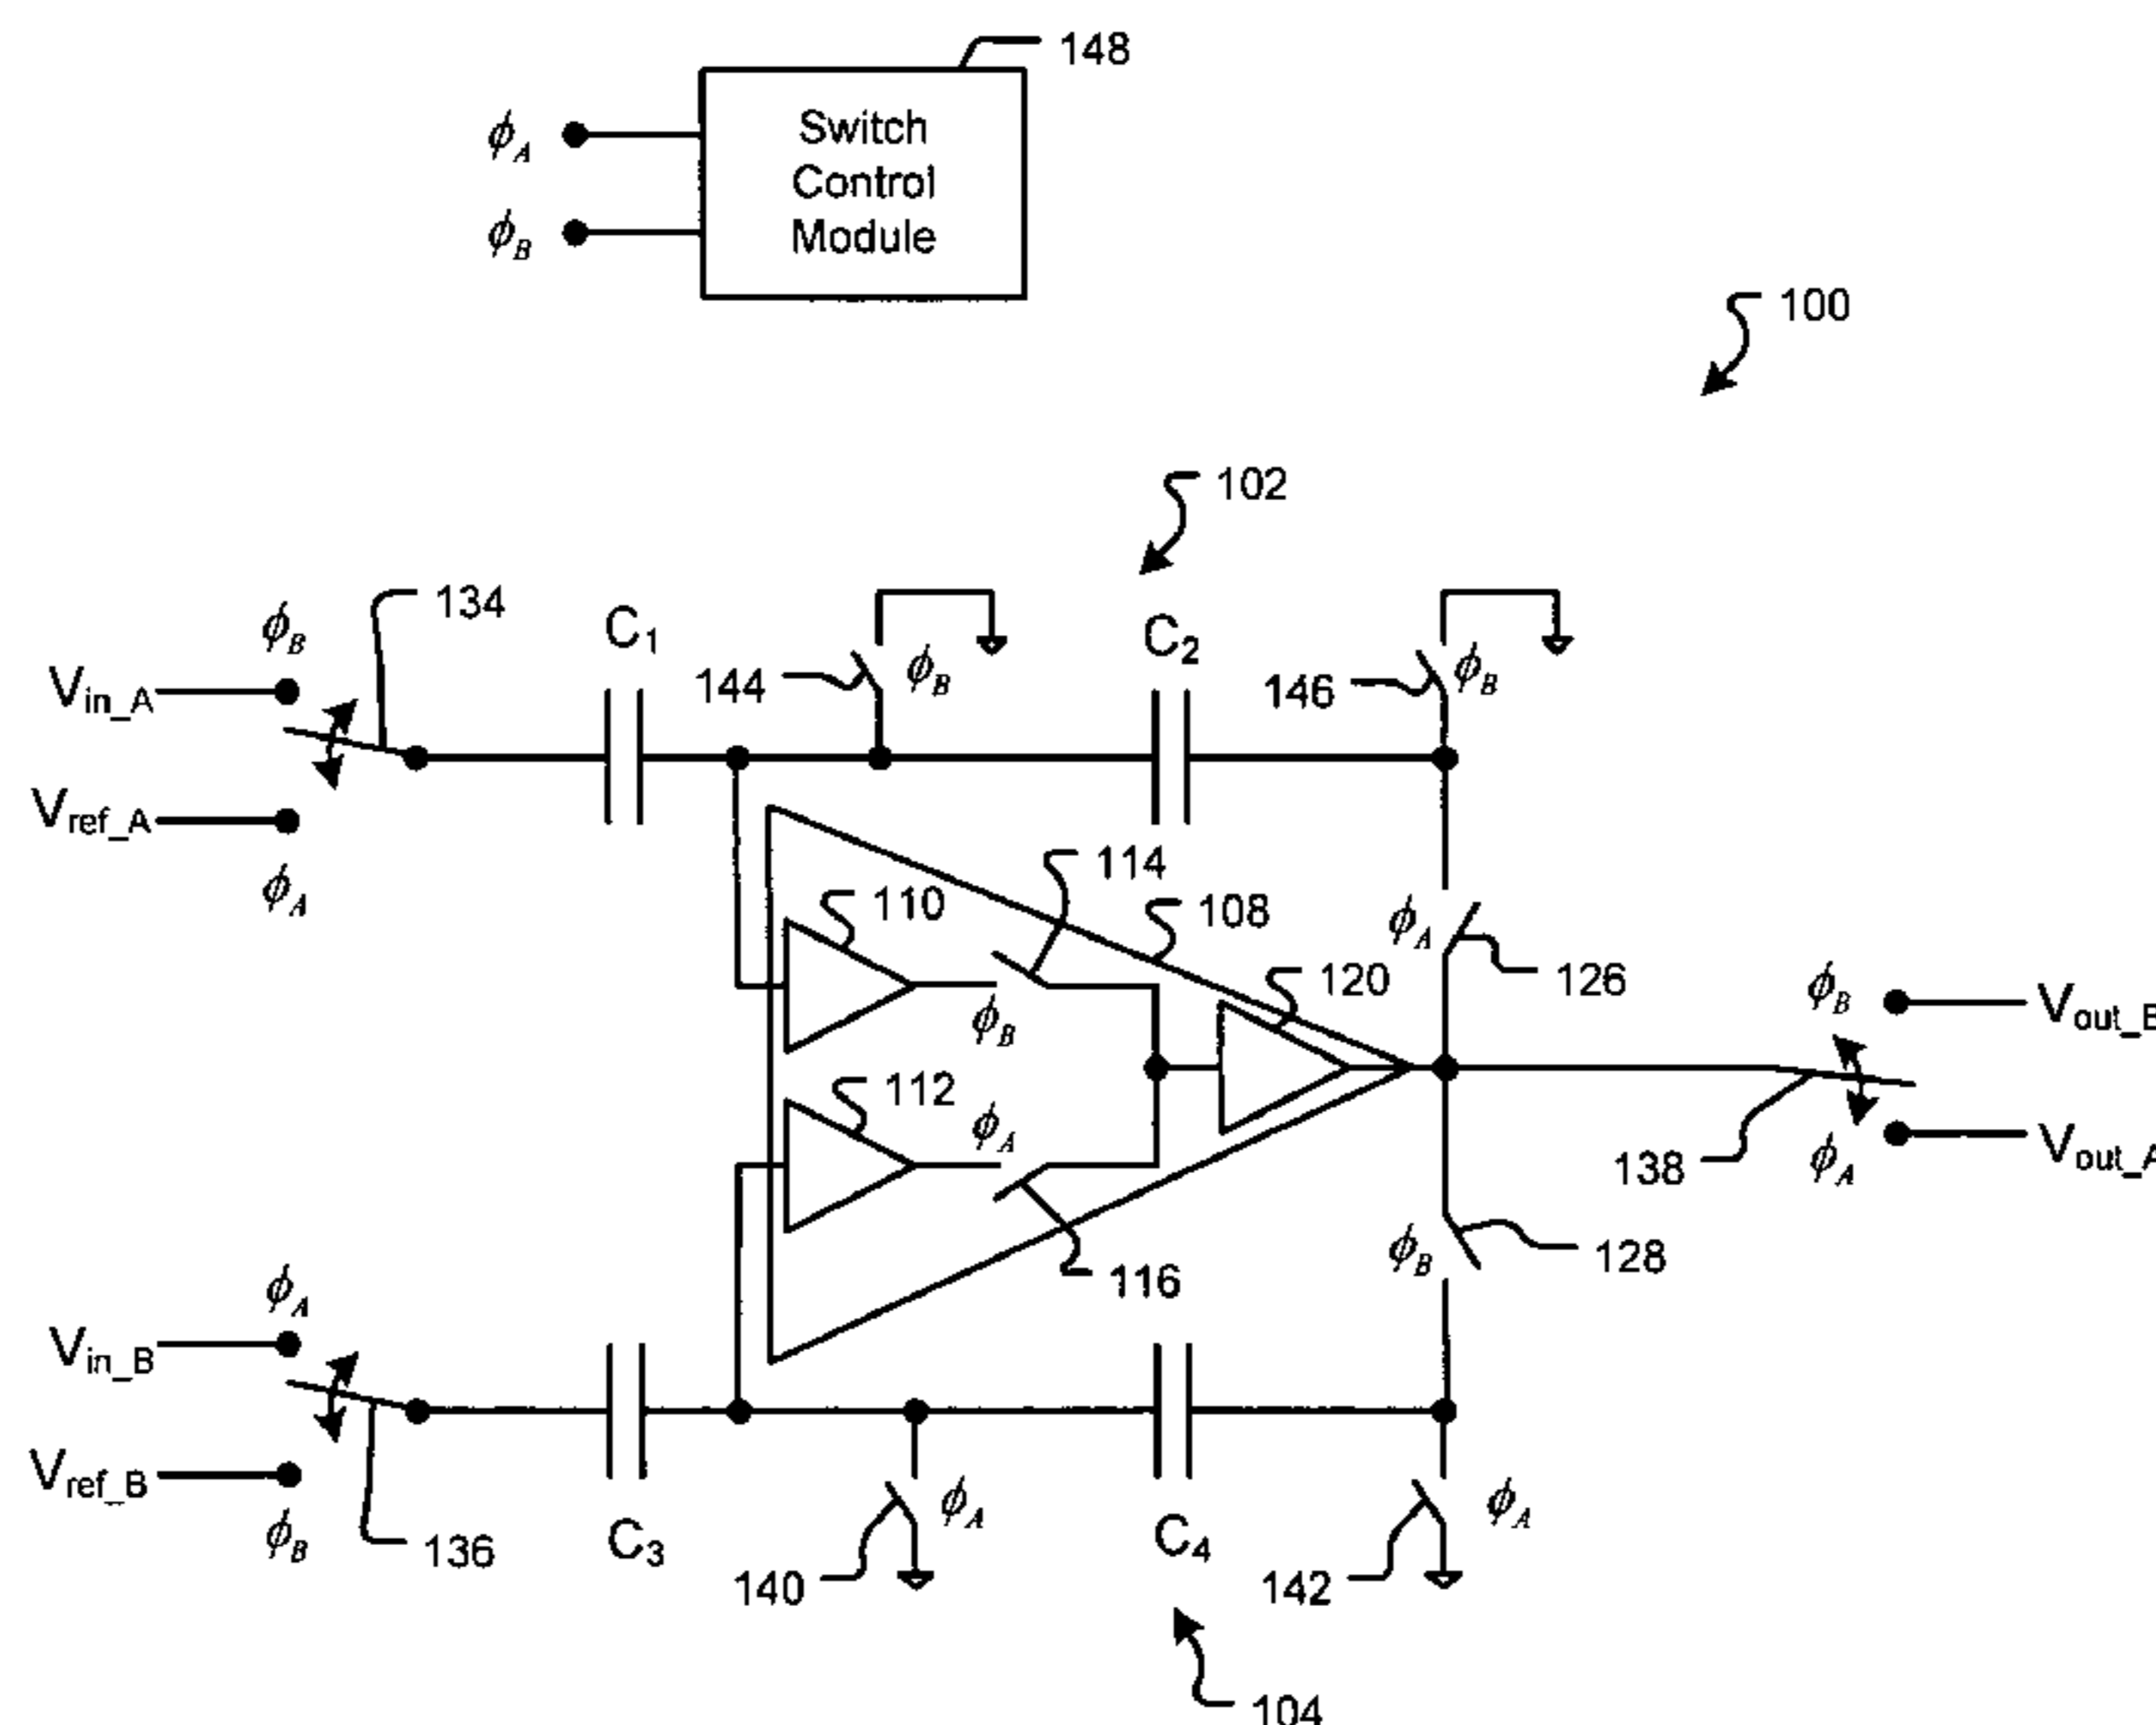 148
ϕA
Switch
Control
Module
ϕB
100
102
134
ϕB
C1
C2
144
ϕB
146
ϕB
Vin_A
Vref_A
ϕA
114
110
108
ϕA
120
126
ϕB
ϕB
Vout_B
112
ϕA
138
ϕA
Vout_A
ϕB
128
116
ϕA
Vin_B
Vref_B
ϕB
136
C3
ϕA
140
C4
ϕA
142
104